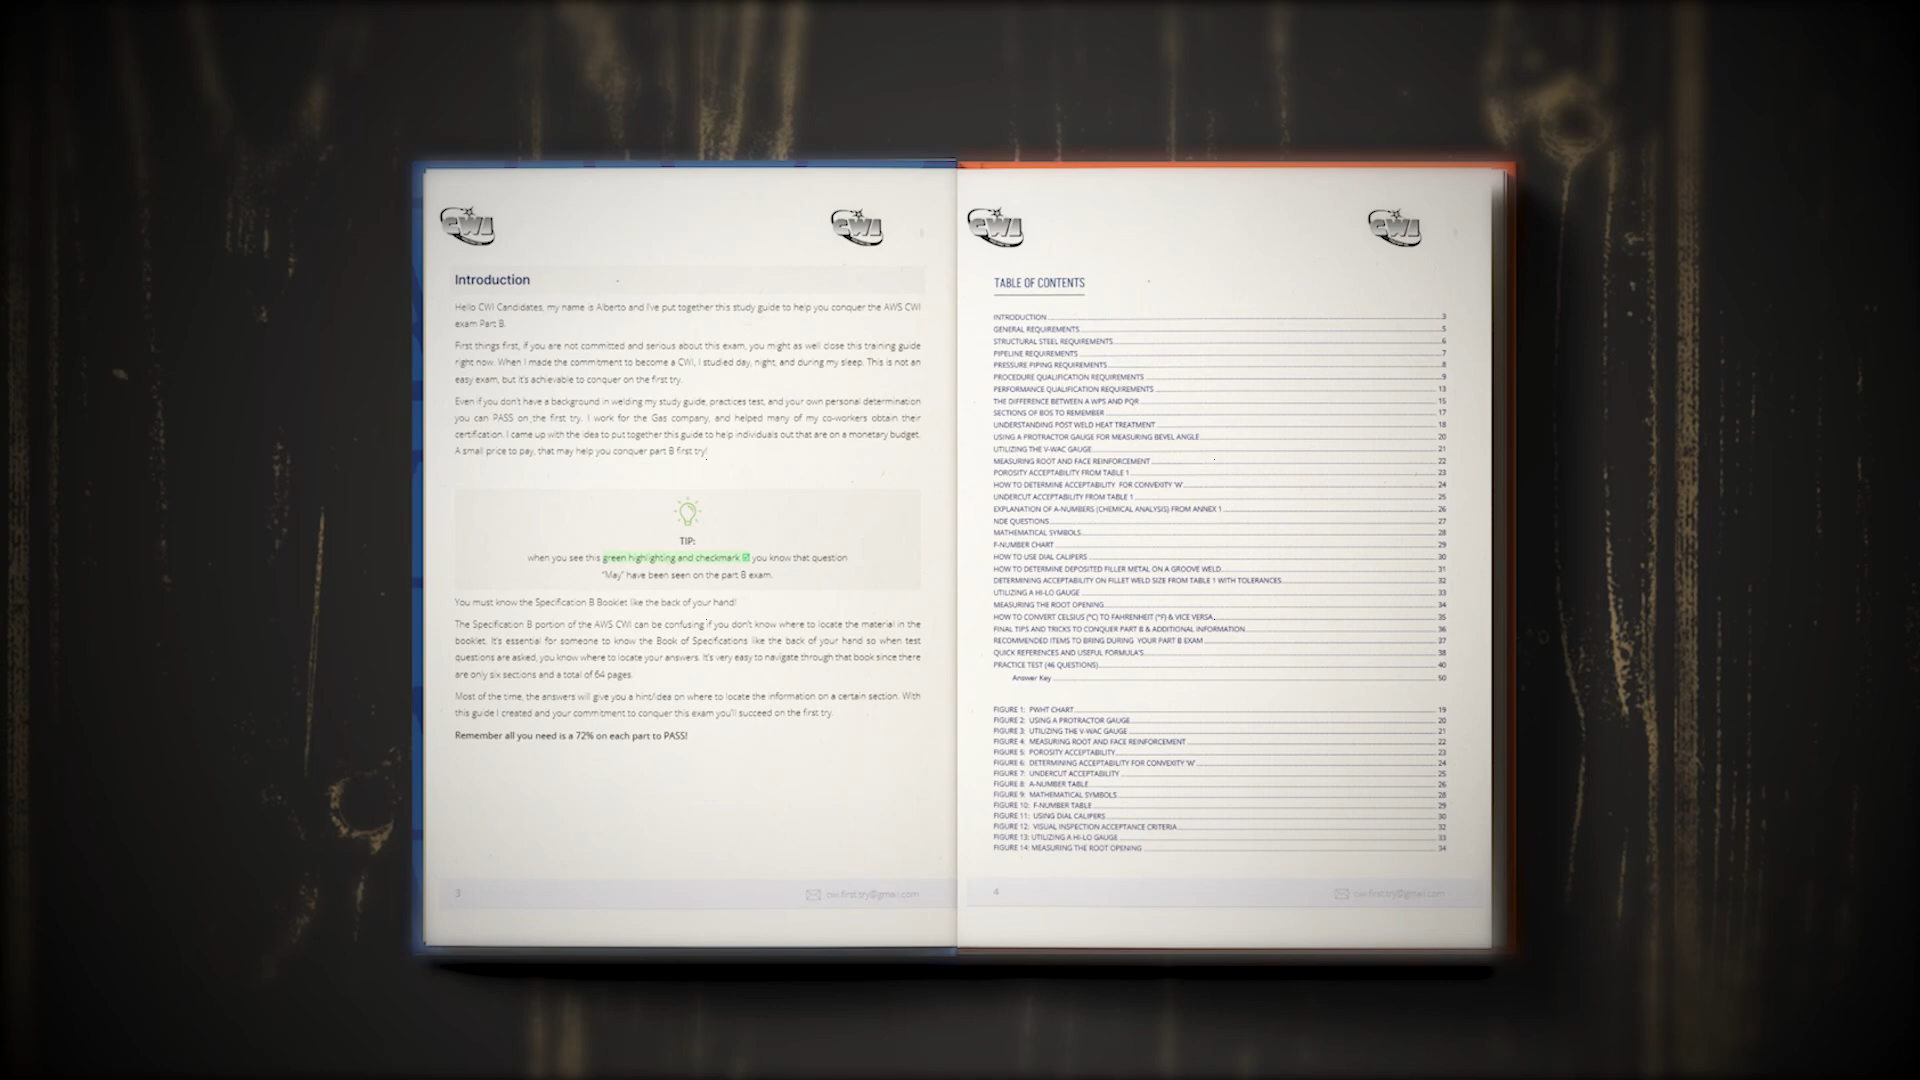 CWI
CWI
Introduction
Hello CWI Candidates, my name is Alberto and I've put together this study guide to help you conquer the AWS CWI
exam Part B.
First things first, if you are not committed and serious about this exam, you might as well close this training guide
right now. When I made the commitment to become a CWI, I studied day, night, and during my sleep. This is not an
easy exam, but it's achievable to conquer on the first try.
Even if you don't have a background in welding my study guide, practices test, and your own personal determination
you can PASS on the first try. I work for the Gas company, and helped many of my co-workers obtain their
certification. I came up with the idea to put together this guide to help individuals out that are on a monetary budget.
A small price to pay, that may help you conquer part B first try!
TIP:
when you see this green highlighting and checkmark ☑ you know that question
"May" have been seen on the part B exam.
You must know the Specification B Booklet like the back of your hand!
The Specification B portion of the AWS CWI can be confusing if you don't know where to locate the material in the
booklet. It's essential for someone to know the Book of Specifications like the back of your hand so when test
questions are asked, you know where to locate your answers. It's very easy to navigate through that book since there
are only six sections and a total of 64 pages.
Most of the time, the answers will give you a hint/idea on where to locate the information on a certain section. With
this guide I created and your commitment to conquer this exam you'll succeed on the first try.
Remember all you need is a 72% on each part to PASS!
3
cwi.first.try@gmail.com
CWI
CWI
TABLE OF CONTENTS
INTRODUCTION 3
GENERAL REQUIREMENTS 5
STRUCTURAL STEEL REQUIREMENTS 6
PIPELINE REQUIREMENTS 7
PRESSURE PIPING REQUIREMENTS 8
PROCEDURE QUALIFICATION REQUIREMENTS 9
PERFORMANCE QUALIFICATION REQUIREMENTS 13
THE DIFFERENCE BETWEEN A WPS AND PQR 15
SECTIONS OF BOS TO REMEMBER 17
UNDERSTANDING POST WELD HEAT TREATMENT 18
USING A PROTRACTOR GAUGE FOR MEASURING BEVEL ANGLE 20
UTILIZING THE V-WAC GAUGE 21
MEASURING ROOT AND FACE REINFORCEMENT 22
POROSITY ACCEPTABILITY FROM TABLE 1 23
HOW TO DETERMINE ACCEPTABILITY FOR CONVEXITY 'W' 24
UNDERCUT ACCEPTABILITY FROM TABLE 1 25
EXPLANATION OF A-NUMBERS (CHEMICAL ANALYSIS) FROM ANNEX 1 26
NDE QUESTIONS 27
MATHEMATICAL SYMBOLS 28
F-NUMBER CHART 29
HOW TO USE DIAL CALIPERS 30
HOW TO DETERMINE DEPOSITED FILLER METAL ON A GROOVE WELD 31
DETERMINING ACCEPTABILITY ON FILLET WELD SIZE FROM TABLE 1 WITH TOLERANCES 32
UTILIZING A HI-LO GAUGE 33
MEASURING THE ROOT OPENING 34
HOW TO CONVERT CELSIUS (°C) TO FAHRENHEIT (°F) & VICE VERSA 35
FINAL TIPS AND TRICKS TO CONQUER PART B & ADDITIONAL INFORMATION 36
RECOMMENDED ITEMS TO BRING DURING YOUR PART B EXAM 37
QUICK REFERENCES AND USEFUL FORMULA'S 38
PRACTICE TEST (46 QUESTIONS) 40
Answer Key 50
FIGURE 1: PWHT CHART 19
FIGURE 2: USING A PROTRACTOR GAUGE 20
FIGURE 3: UTILIZING THE V-WAC GAUGE 21
FIGURE 4: MEASURING ROOT AND FACE REINFORCEMENT 22
FIGURE 5: POROSITY ACCEPTABILITY 23
FIGURE 6: DETERMINING ACCEPTABILITY FOR CONVEXITY 'W' 24
FIGURE 7: UNDERCUT ACCEPTABILITY 25
FIGURE 8: A-NUMBER TABLE 26
FIGURE 9: MATHEMATICAL SYMBOLS 28
FIGURE 10: F-NUMBER TABLE 29
FIGURE 11: USING DIAL CALIPERS 30
FIGURE 12: VISUAL INSPECTION ACCEPTANCE CRITERIA 32
FIGURE 13: UTILIZING A HI-LO GAUGE 33
FIGURE 14: MEASURING THE ROOT OPENING 34
4
cwi.first.try@gmail.com